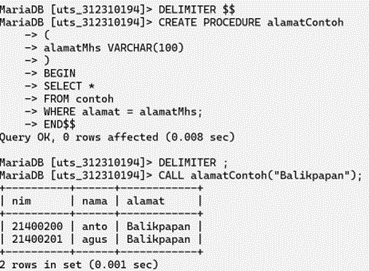 MariaDB [uts_312310194]> DELIMITER $$
MariaDB [uts_312310194]> CREATE PROCEDURE alamatContoh
    -> (
    -> alamatMhs VARCHAR(100)
    -> )
    -> BEGIN
    -> SELECT *
    -> FROM contoh
    -> WHERE alamat = alamatMhs;
    -> END$$
Query OK, 0 rows affected (0.008 sec)

MariaDB [uts_312310194]> DELIMITER ;
MariaDB [uts_312310194]> CALL alamatContoh("Balikpapan");
+----------+------+------------+
| nim      | nama | alamat     |
+----------+------+------------+
| 21400200 | anto | Balikpapan |
| 21400201 | agus | Balikpapan |
+----------+------+------------+
2 rows in set (0.001 sec)